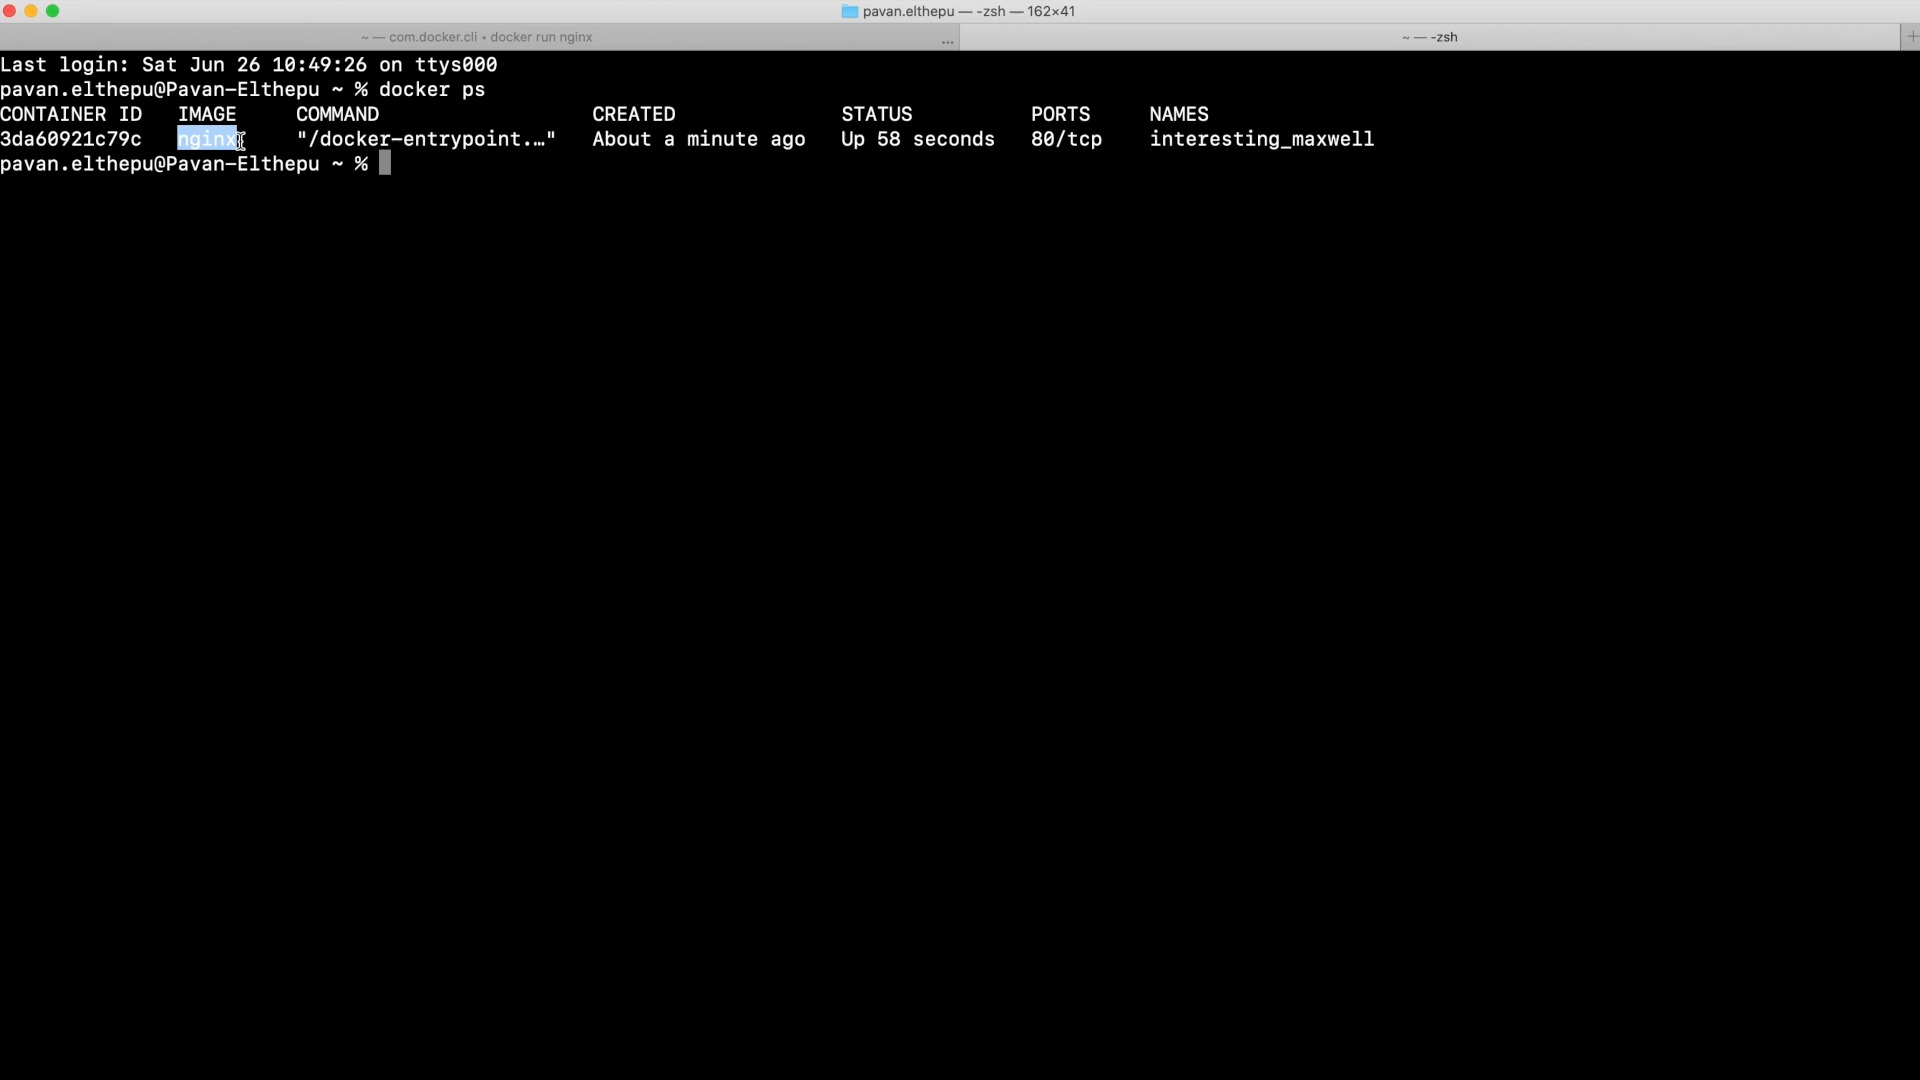 pavan.elthepu — -zsh — 162×41
~ — com.docker.cli • docker run nginx ... ~ — -zsh +
Last login: Sat Jun 26 10:49:26 on ttys000
pavan.elthepu@Pavan-Elthepu ~ % docker ps
CONTAINER ID   IMAGE     COMMAND                  CREATED              STATUS          PORTS     NAMES
3da60921c79c   nginx     "/docker-entrypoint.…"   About a minute ago   Up 58 seconds   80/tcp    interesting_maxwell
pavan.elthepu@Pavan-Elthepu ~ %